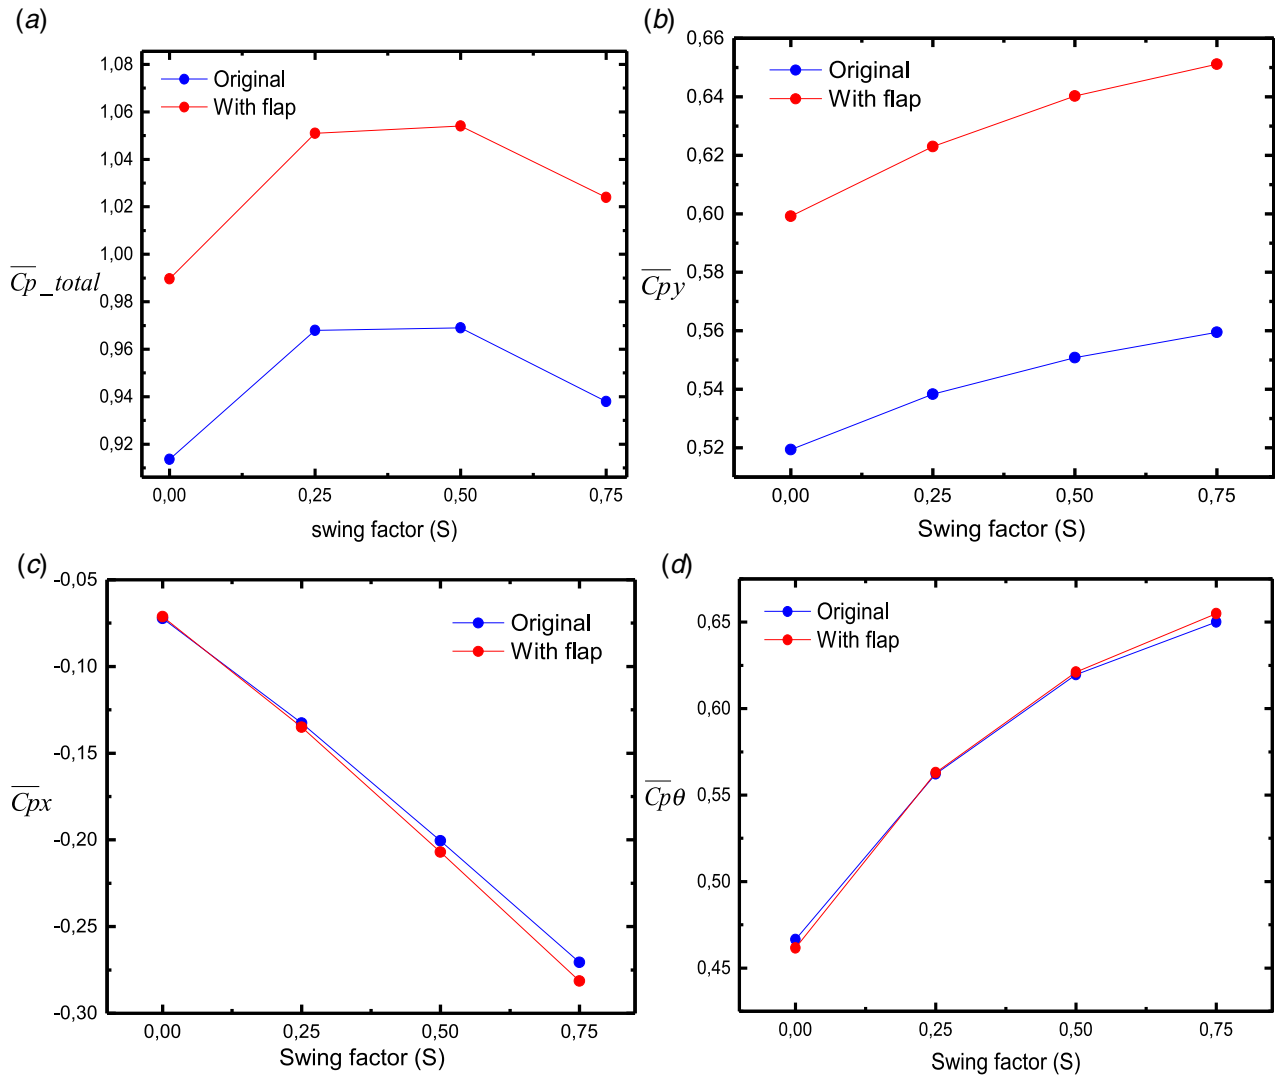 (a)
1,08
1,06
1,04
1,02
1,00
0,98
0,96
0,94
0,92
Original
With flap
Cp_total
0,00 0,25 0,50 0,75
swing factor (S)
(b)
0,66
0,64
0,62
0,60
0,58
0,56
0,54
0,52
Original
With flap
Cpy
0,00 0,25 0,50 0,75
Swing factor (S)
(c)
-0,05
-0,10
-0,15
-0,20
-0,25
-0,30
Original
With flap
Cpx
0,00 0,25 0,50 0,75
Swing factor (S)
(d)
0,65
0,60
0,55
0,50
0,45
Original
With flap
Cpθ
0,00 0,25 0,50 0,75
Swing factor (S)